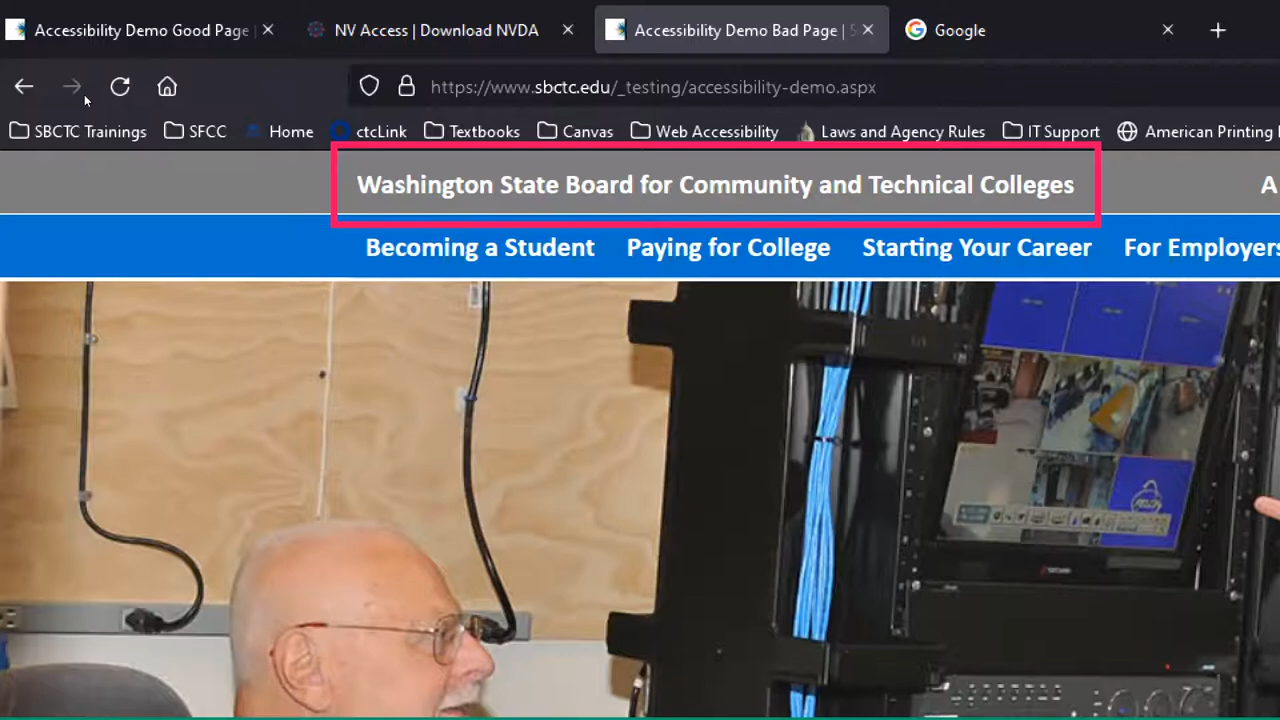 Accessibility Demo Good Page | NV Access | Download NVDA Accessibility Demo Bad Page | S Google
https://www.sbctc.edu/_testing/accessibility-demo.aspx
SBCTC Trainings SFCC Home ctcLink Textbooks Canvas Web Accessibility Laws and Agency Rules IT Support American Printing
Washington State Board for Community and Technical Colleges A
Becoming a Student Paying for College Starting Your Career For Employers